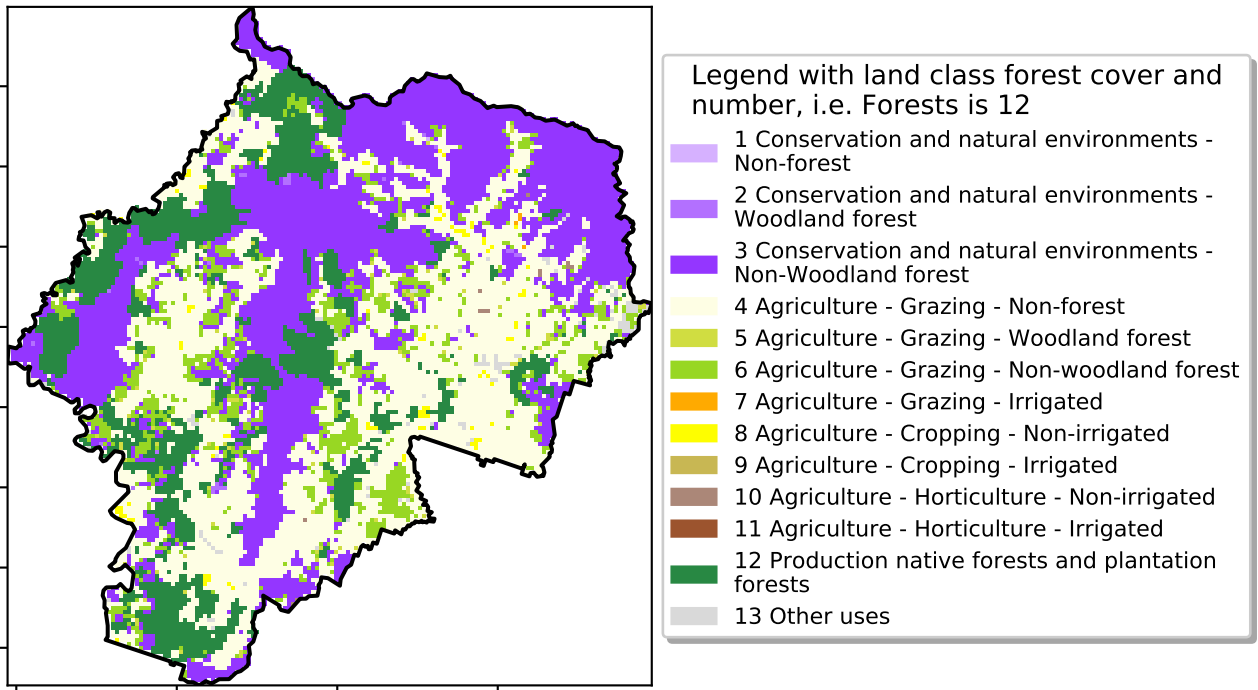 Legend with land class forest cover and
number, i.e. Forests is 12
1 Conservation and natural environments -
Non-forest
2 Conservation and natural environments -
Woodland forest
3 Conservation and natural environments -
Non-Woodland forest
4 Agriculture - Grazing - Non-forest
5 Agriculture - Grazing - Woodland forest
6 Agriculture - Grazing - Non-woodland forest
7 Agriculture - Grazing - Irrigated
8 Agriculture - Cropping - Non-irrigated
9 Agriculture - Cropping - Irrigated
10 Agriculture - Horticulture - Non-irrigated
11 Agriculture - Horticulture - Irrigated
12 Production native forests and plantation
forests
13 Other uses